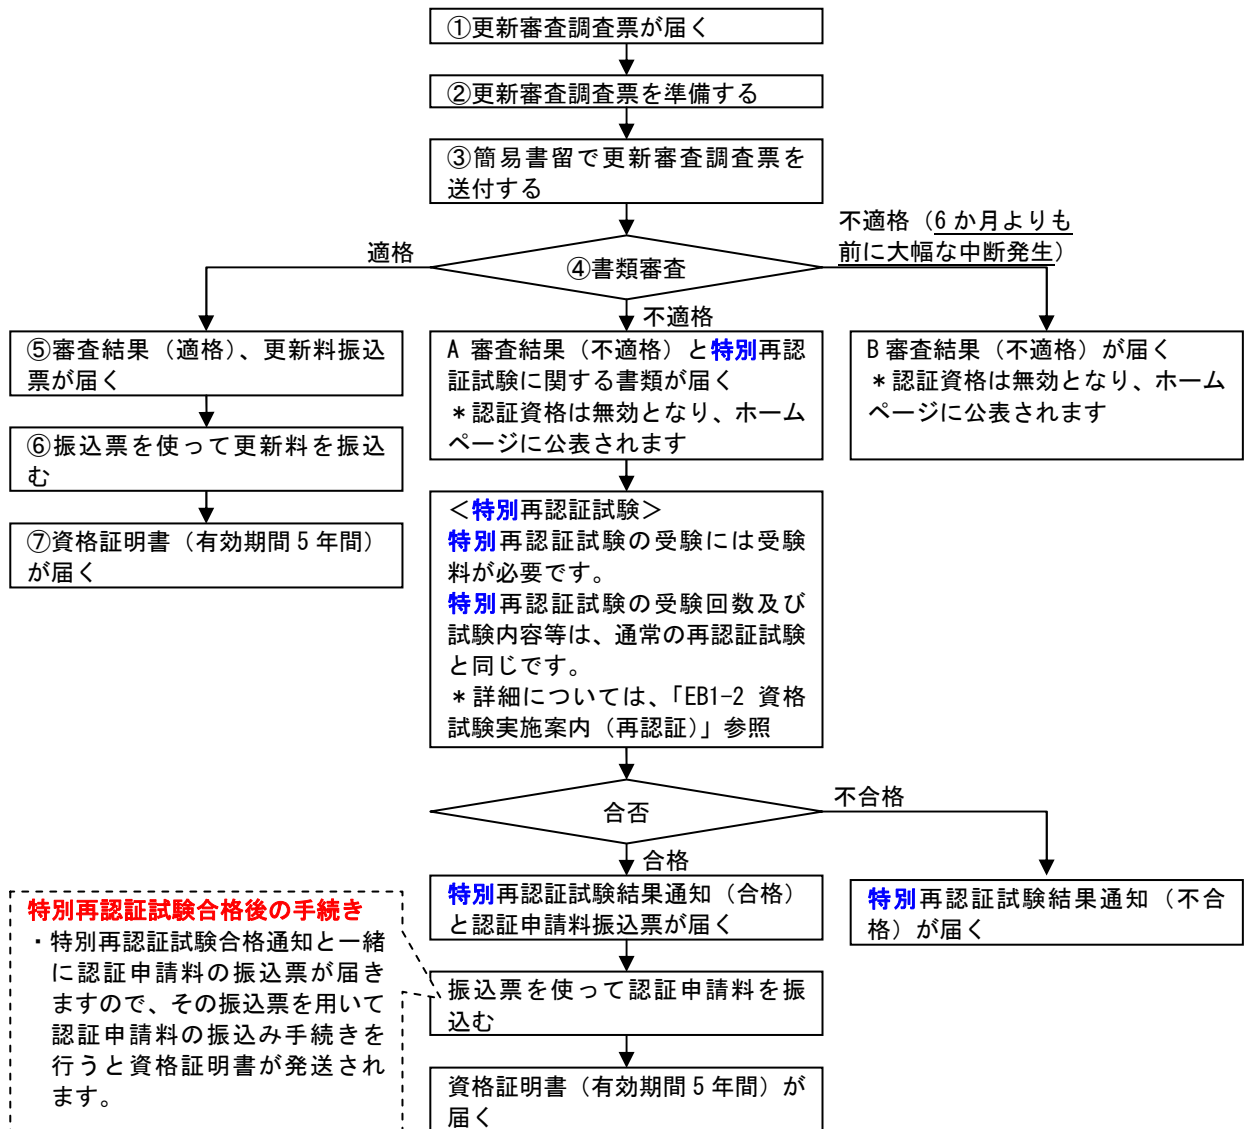 ①更新審査調査票が届く
②更新審査調査票を準備する
③簡易書留で更新審査調査票を
送付する
不適格（6か月よりも
前に大幅な中断発生）
適格
④書類審査
不適格
⑤審査結果（適格）、更新料振込
票が届く
⑥振込票を使って更新料を振込
む
⑦資格証明書（有効期間5年間）
が届く
A 審査結果（不適格）と特別再認
証試験に関する書類が届く
＊認証資格は無効となり、ホーム
ページに公表されます
B 審査結果（不適格）が届く
＊認証資格は無効となり、ホーム
ページに公表されます
＜特別再認証試験＞
特別再認証試験の受験には受験
料が必要です。
特別再認証試験の受験回数及び
試験内容等は、通常の再認証試験
と同じです。
＊詳細については、「EB1-2 資格
試験実施案内（再認証）」参照
合否
不合格
合格
特別再認証試験結果通知（合格）
と認証申請料振込票が届く
特別再認証試験結果通知（不合
格）が届く
特別再認証試験合格後の手続き
・特別再認証試験合格通知と一緒
に認証申請料の振込票が届き
ますので、その振込票を用いて
認証申請料の振込み手続きを
行うと資格証明書が発送され
ます。
振込票を使って認証申請料を振
込む
資格証明書（有効期間5年間）が
届く